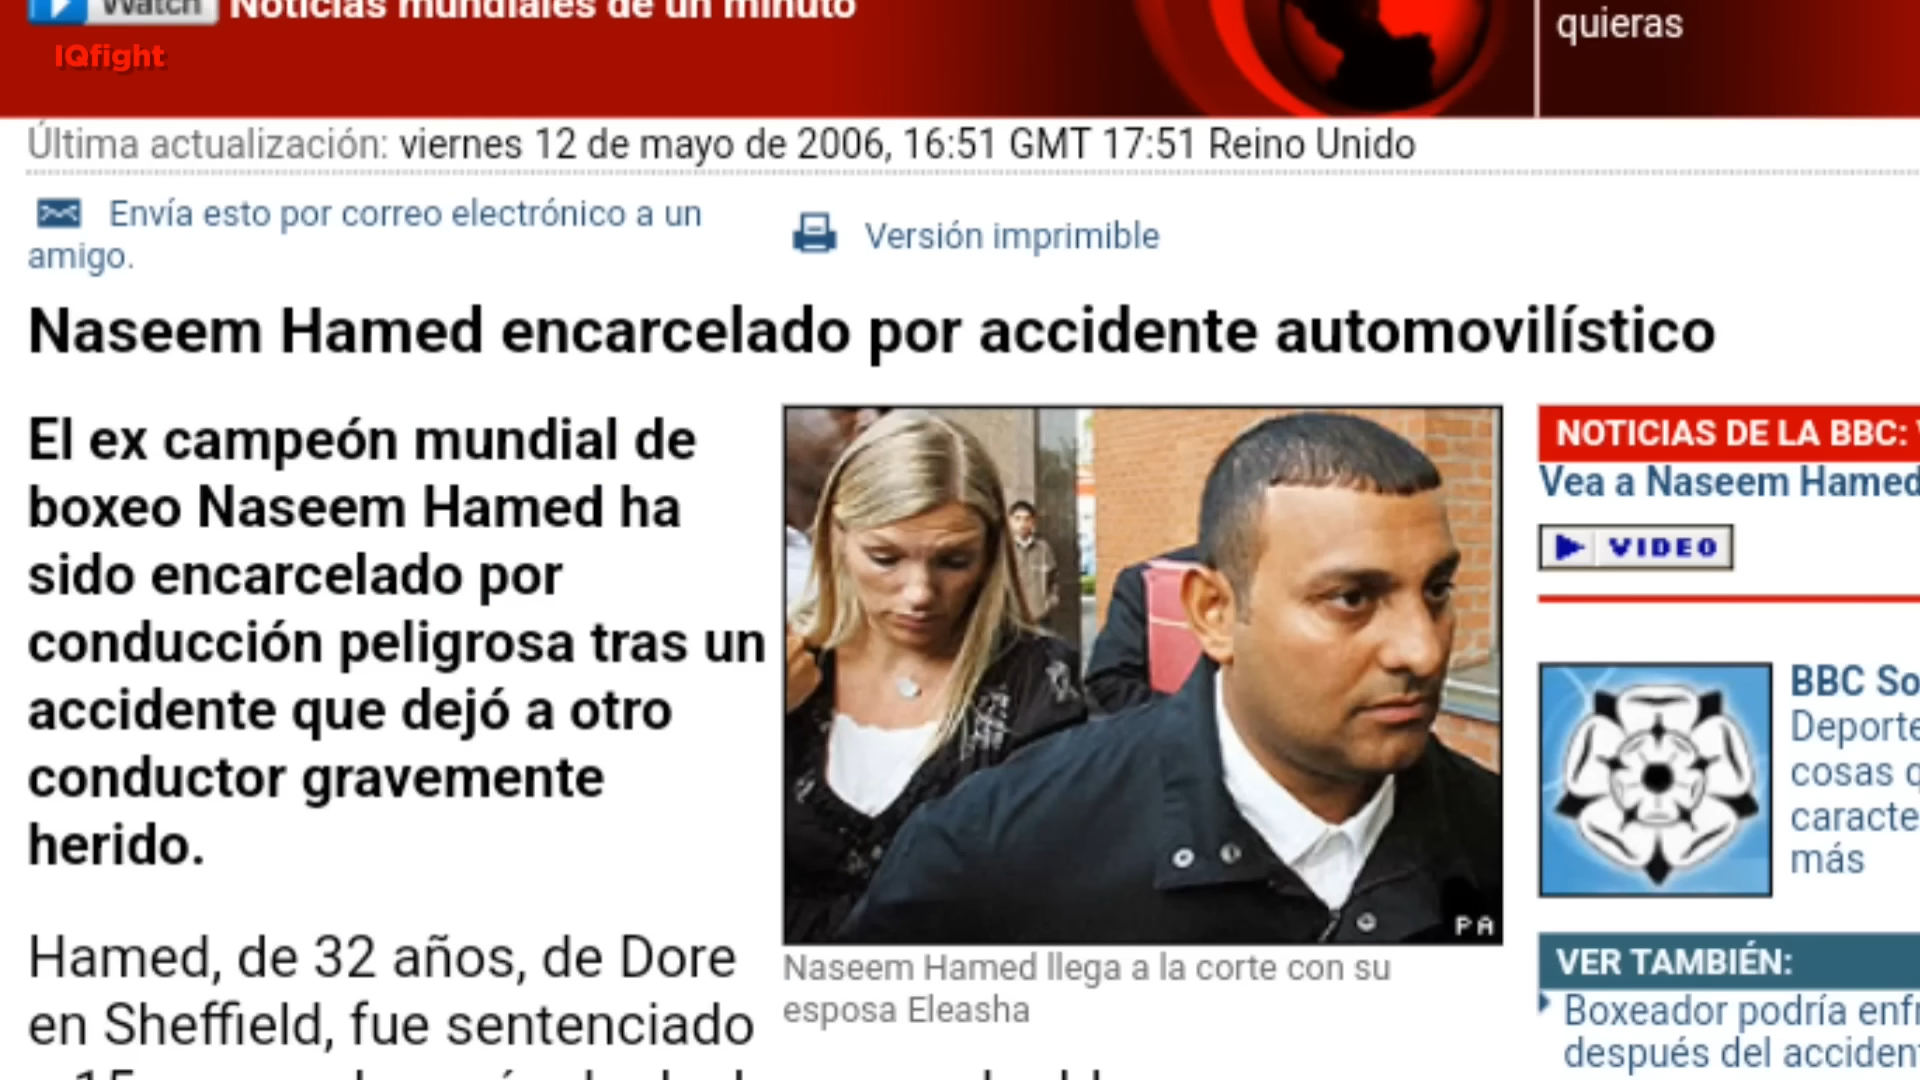 Watch Noticias mundiales de un minuto
quieras
IQfight
Última actualización: viernes 12 de mayo de 2006, 16:51 GMT 17:51 Reino Unido
Envía esto por correo electrónico a un
amigo.
Versión imprimible
Naseem Hamed encarcelado por accidente automovilístico
El ex campeón mundial de
boxeo Naseem Hamed ha
sido encarcelado por
conducción peligrosa tras un
accidente que dejó a otro
conductor gravemente
herido.
Hamed, de 32 años, de Dore
en Sheffield, fue sentenciado
PA
Naseem Hamed llega a la corte con su
esposa Eleasha
NOTICIAS DE LA BBC:
Vea a Naseem Hamed
VIDEO
BBC So
Deporte
cosas q
caracte
más
VER TAMBIÉN:
Boxeador podría enfr
después del acciden